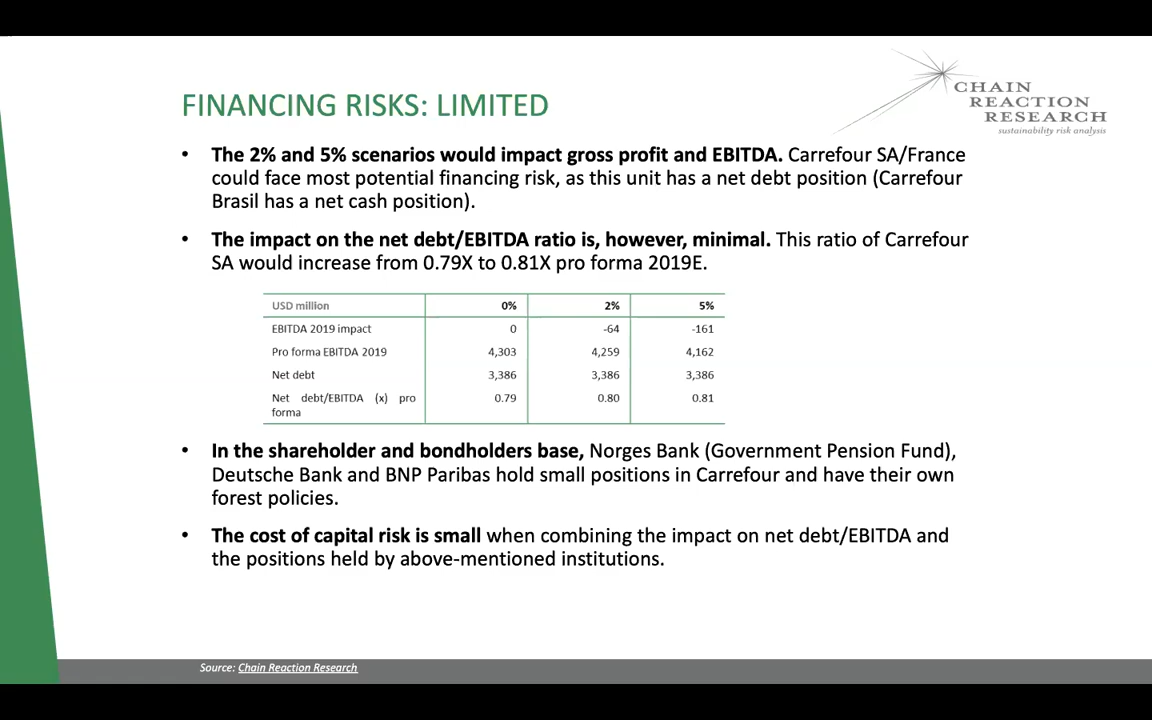 CHAIN
REACTION
RESEARCH
sustainability risk analysis
FINANCING RISKS: LIMITED
• The 2% and 5% scenarios would impact gross profit and EBITDA. Carrefour SA/France
could face most potential financing risk, as this unit has a net debt position (Carrefour
Brasil has a net cash position).
• The impact on the net debt/EBITDA ratio is, however, minimal. This ratio of Carrefour
SA would increase from 0.79X to 0.81X pro forma 2019E.
USD million 0% 2% 5%
EBITDA 2019 impact 0 -64 -161
Pro forma EBITDA 2019 4,303 4,259 4,162
Net debt 3,386 3,386 3,386
Net debt/EBITDA (x) pro 0.79 0.80 0.81
forma
• In the shareholder and bondholders base, Norges Bank (Government Pension Fund),
Deutsche Bank and BNP Paribas hold small positions in Carrefour and have their own
forest policies.
• The cost of capital risk is small when combining the impact on net debt/EBITDA and
the positions held by above-mentioned institutions.
Source: Chain Reaction Research